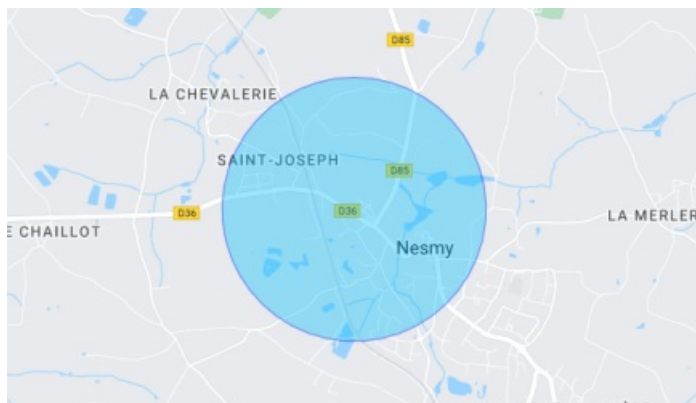 D85
LA CHEVALERIE
SAINT-JOSEPH
D85
D36
D36
LA MERLER
E CHAILLOT
Nesmy